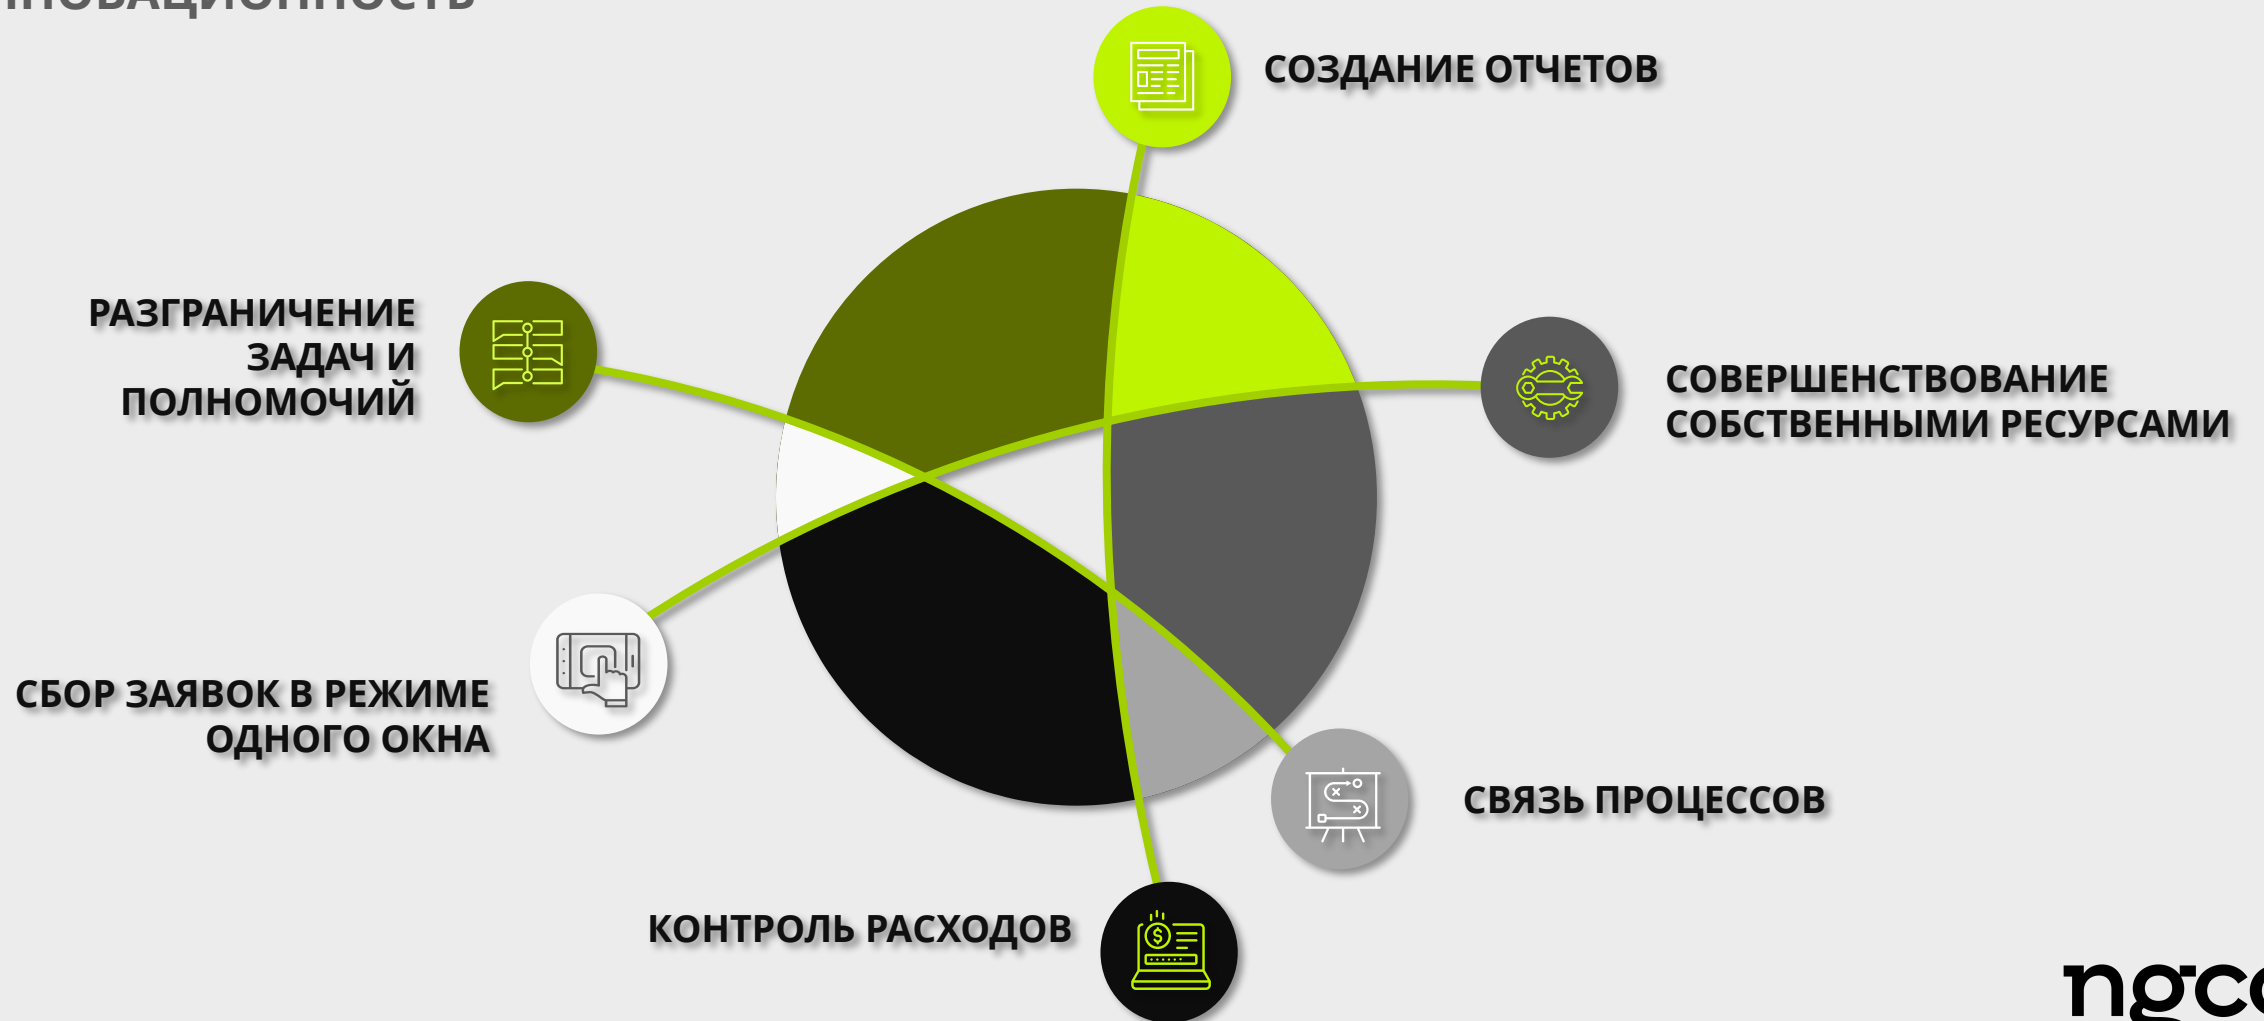 СОЗДАНИЕ ОТЧЕТОВ
РАЗГРАНИЧЕНИЕ
ЗАДАЧ И
ПОЛНОМОЧИЙ
СОВЕРШЕНСТВОВАНИЕ
СОБСТВЕННЫМИ РЕСУРСАМИ
СБОР ЗАЯВОК В РЕЖИМЕ
ОДНОГО ОКНА
СВЯЗЬ ПРОЦЕССОВ
КОНТРОЛЬ РАСХОДОВ